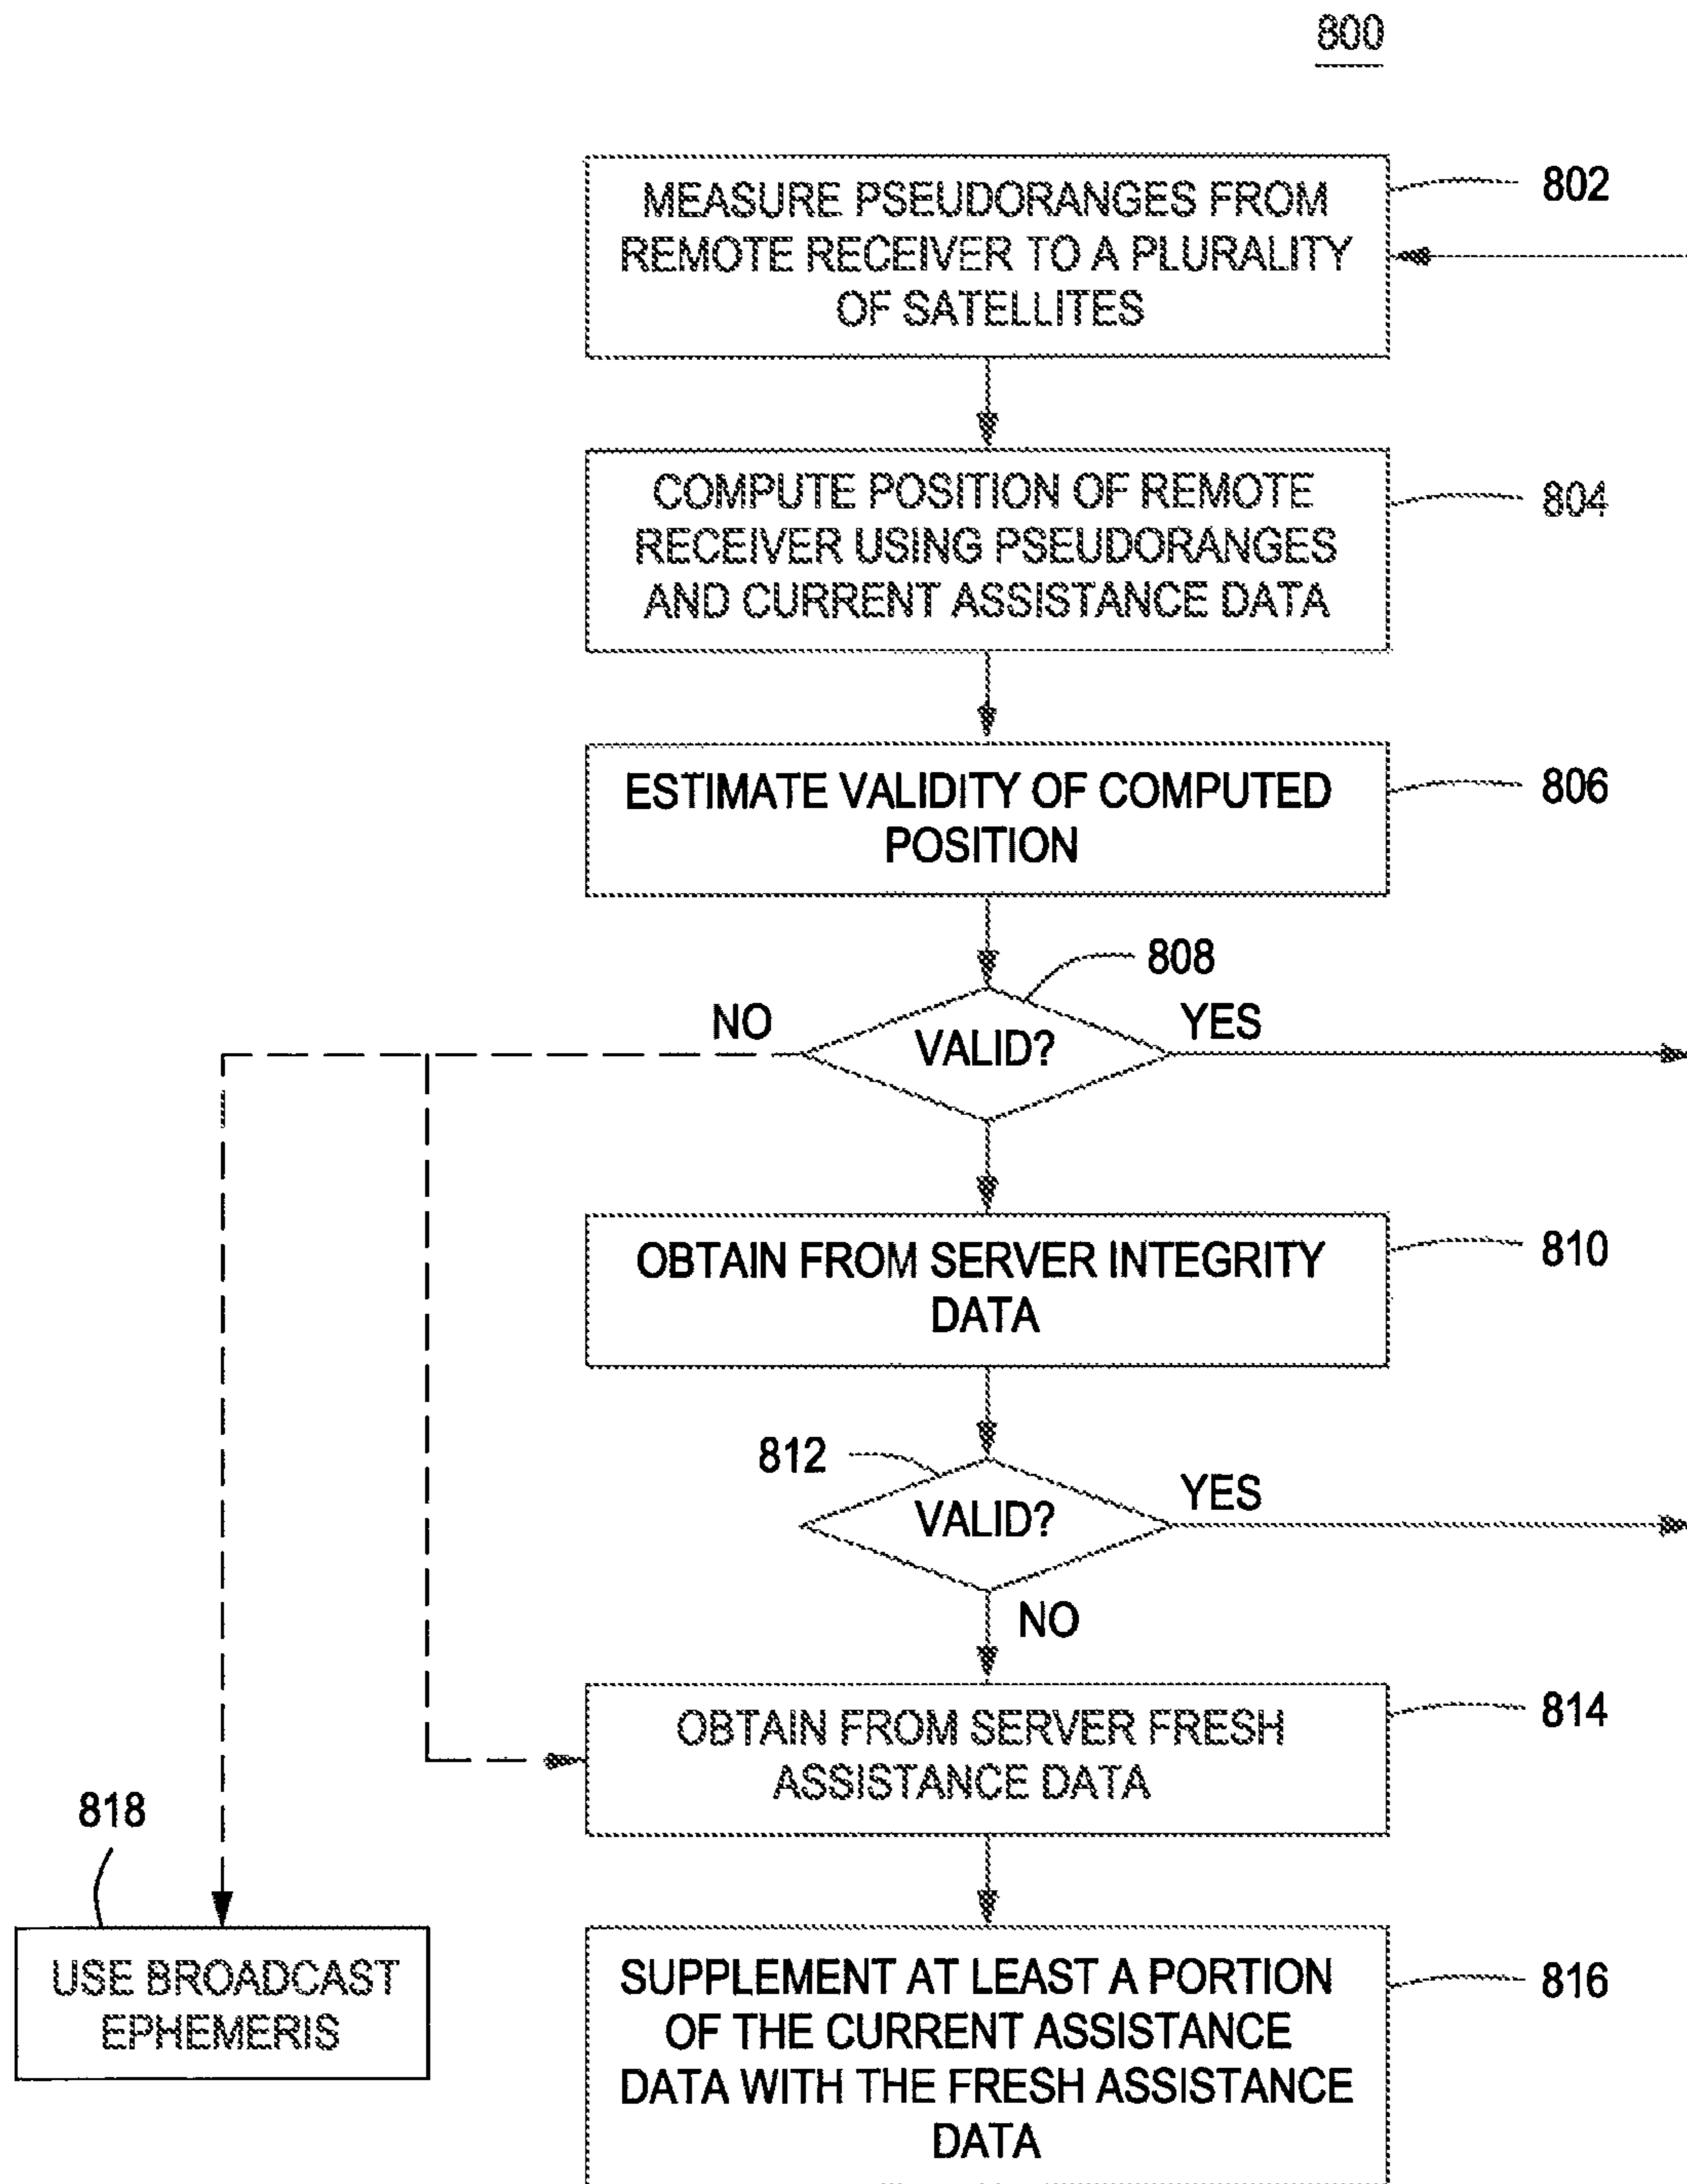 800
MEASURE PSEUDORANGES FROM
REMOTE RECEIVER TO A PLURALITY
OF SATELLITES
802
COMPUTE POSITION OF REMOTE
RECEIVER USING PSEUDORANGES
AND CURRENT ASSISTANCE DATA
804
ESTIMATE VALIDITY OF COMPUTED
POSITION
806
808
NO
VALID?
YES
OBTAIN FROM SERVER INTEGRITY
DATA
810
812
VALID?
YES
NO
OBTAIN FROM SERVER FRESH
ASSISTANCE DATA
814
818
USE BROADCAST
EPHEMERIS
SUPPLEMENT AT LEAST A PORTION
OF THE CURRENT ASSISTANCE
DATA WITH THE FRESH ASSISTANCE
DATA
816